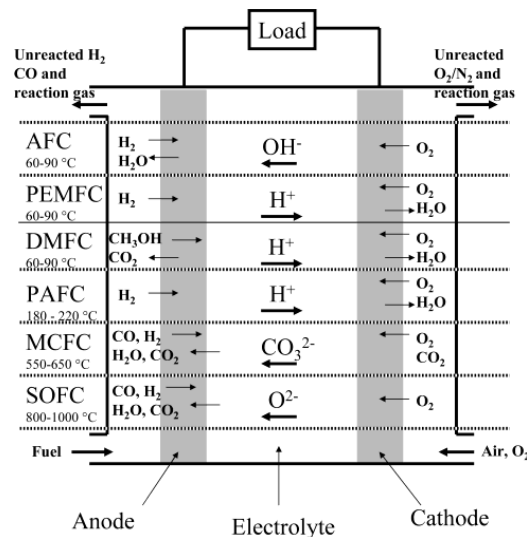 Load
Unreacted H2
CO and
reaction gas
Unreacted
O2/N2 and
reaction gas
AFC
60-90 °C
H2
H2O
OH-
O2
PEMFC
60-90 °C
H2
H+
O2
H2O
DMFC
60-90 °C
CH3OH
CO2
H+
O2
H2O
PAFC
180 - 220 °C
H2
H+
O2
H2O
MCFC
550-650 °C
CO, H2
H2O, CO2
CO3 2-
O2
CO2
SOFC
800-1000 °C
CO, H2
H2O, CO2
O2-
O2
Fuel
Air, O2
Anode
Electrolyte
Cathode